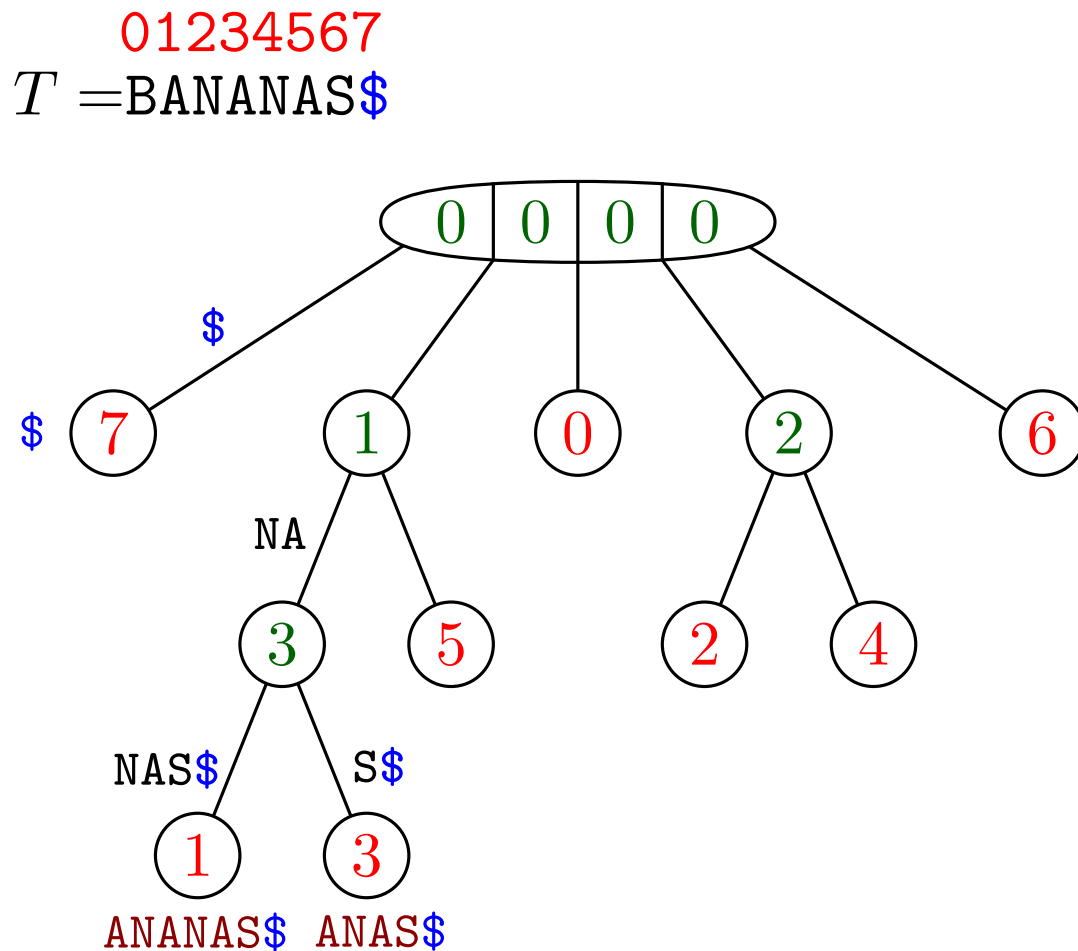 01234567
T =BANANAS$
0 0 0 0
$
$ 7 1 0 2 6
NA
3 5 2 4
NAS$ S$
1 3
ANANAS$ ANAS$